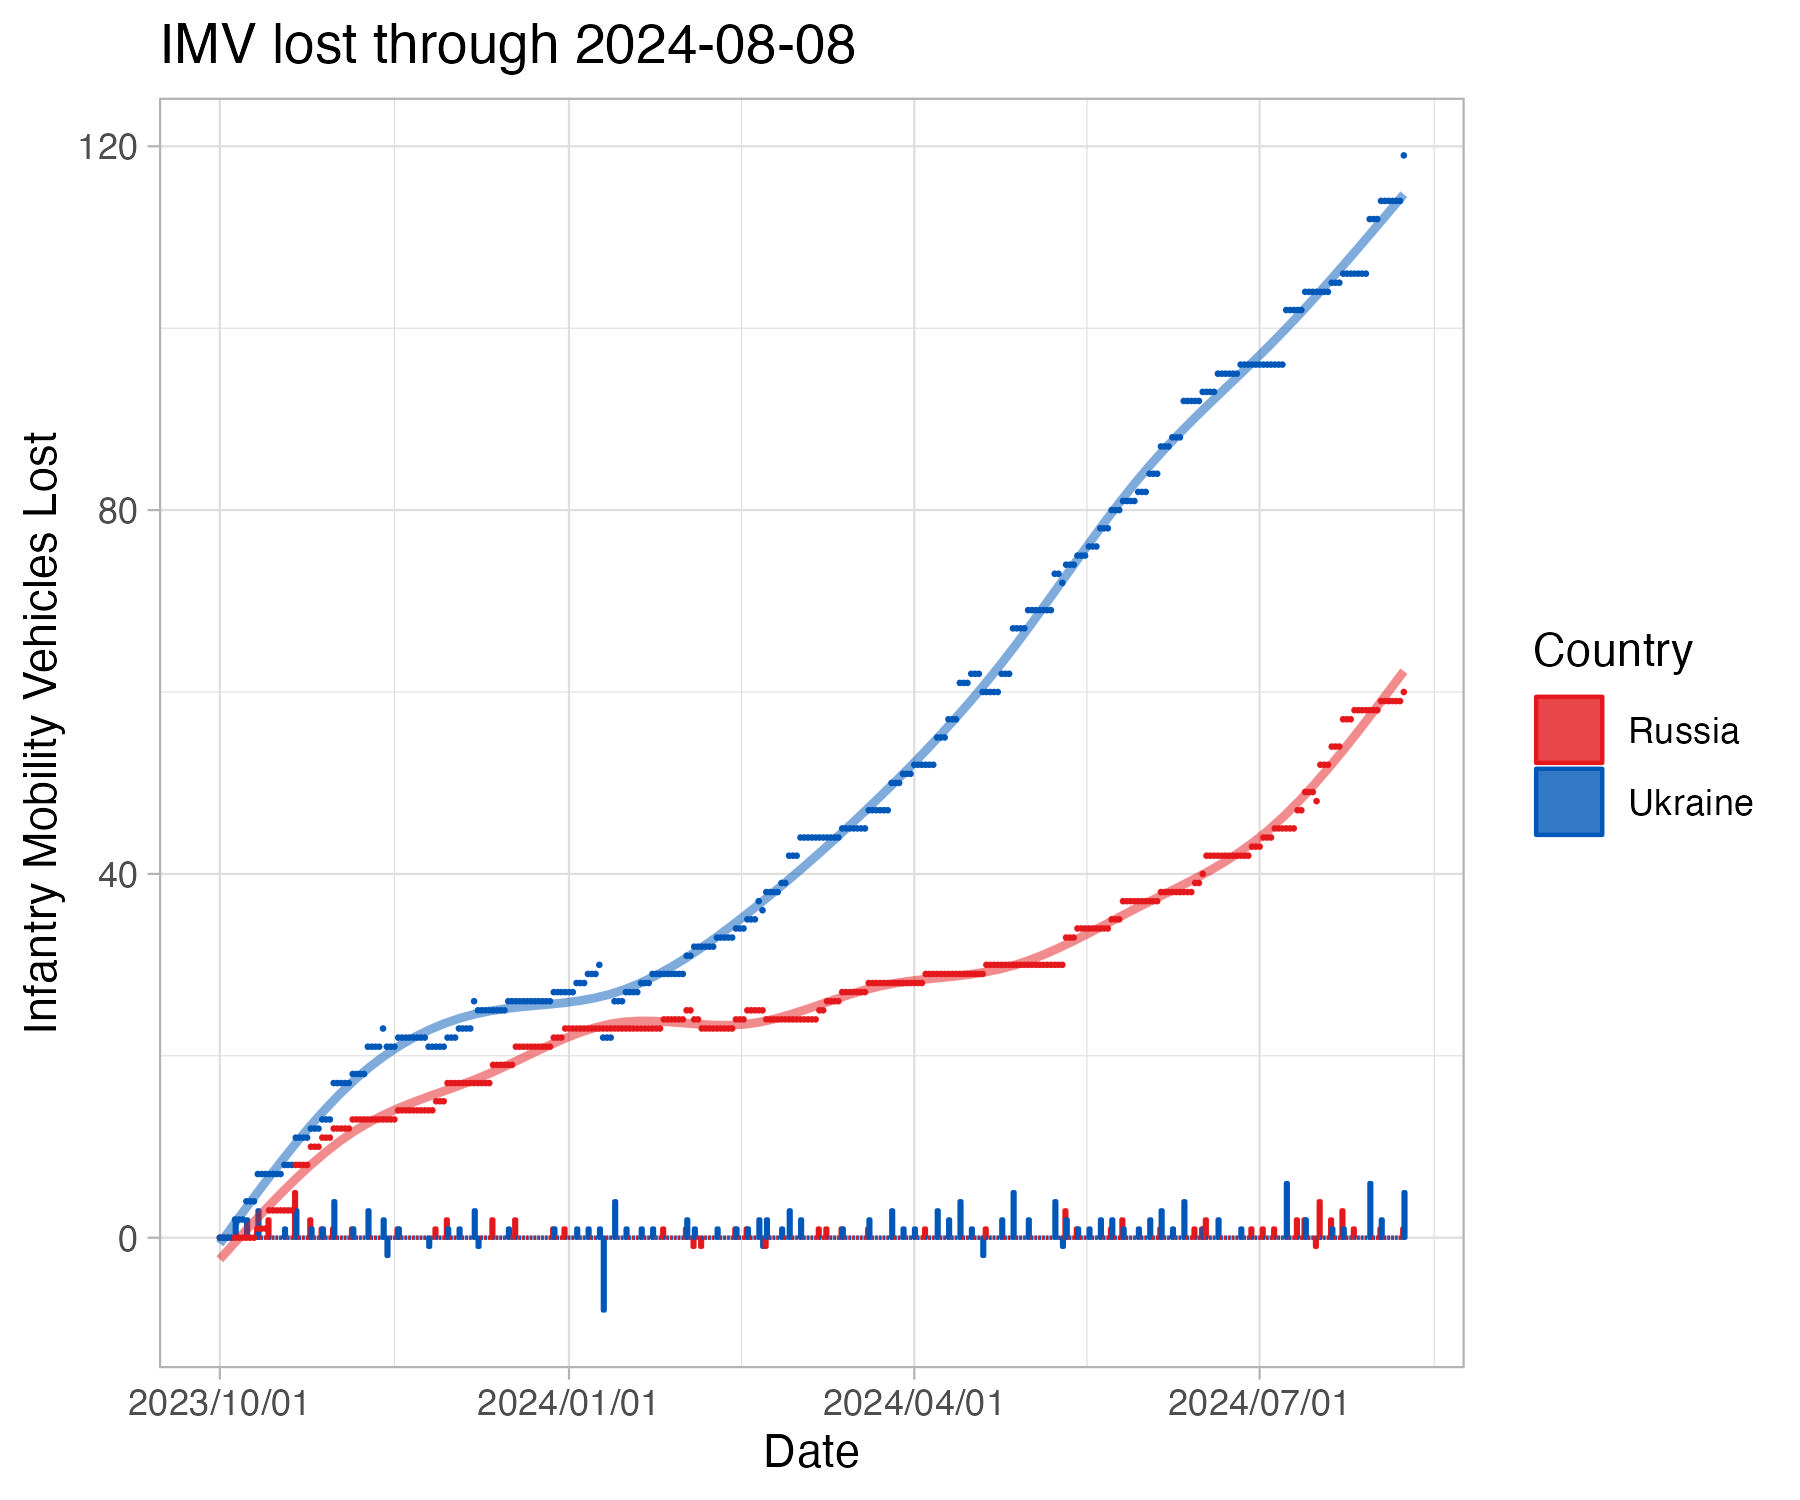 IMV lost through 2024-08-08
Infantry Mobility Vehicles Lost
120
80
40
0
2023/10/01
2024/01/01
2024/04/01
2024/07/01
Date
Country
Russia
Ukraine